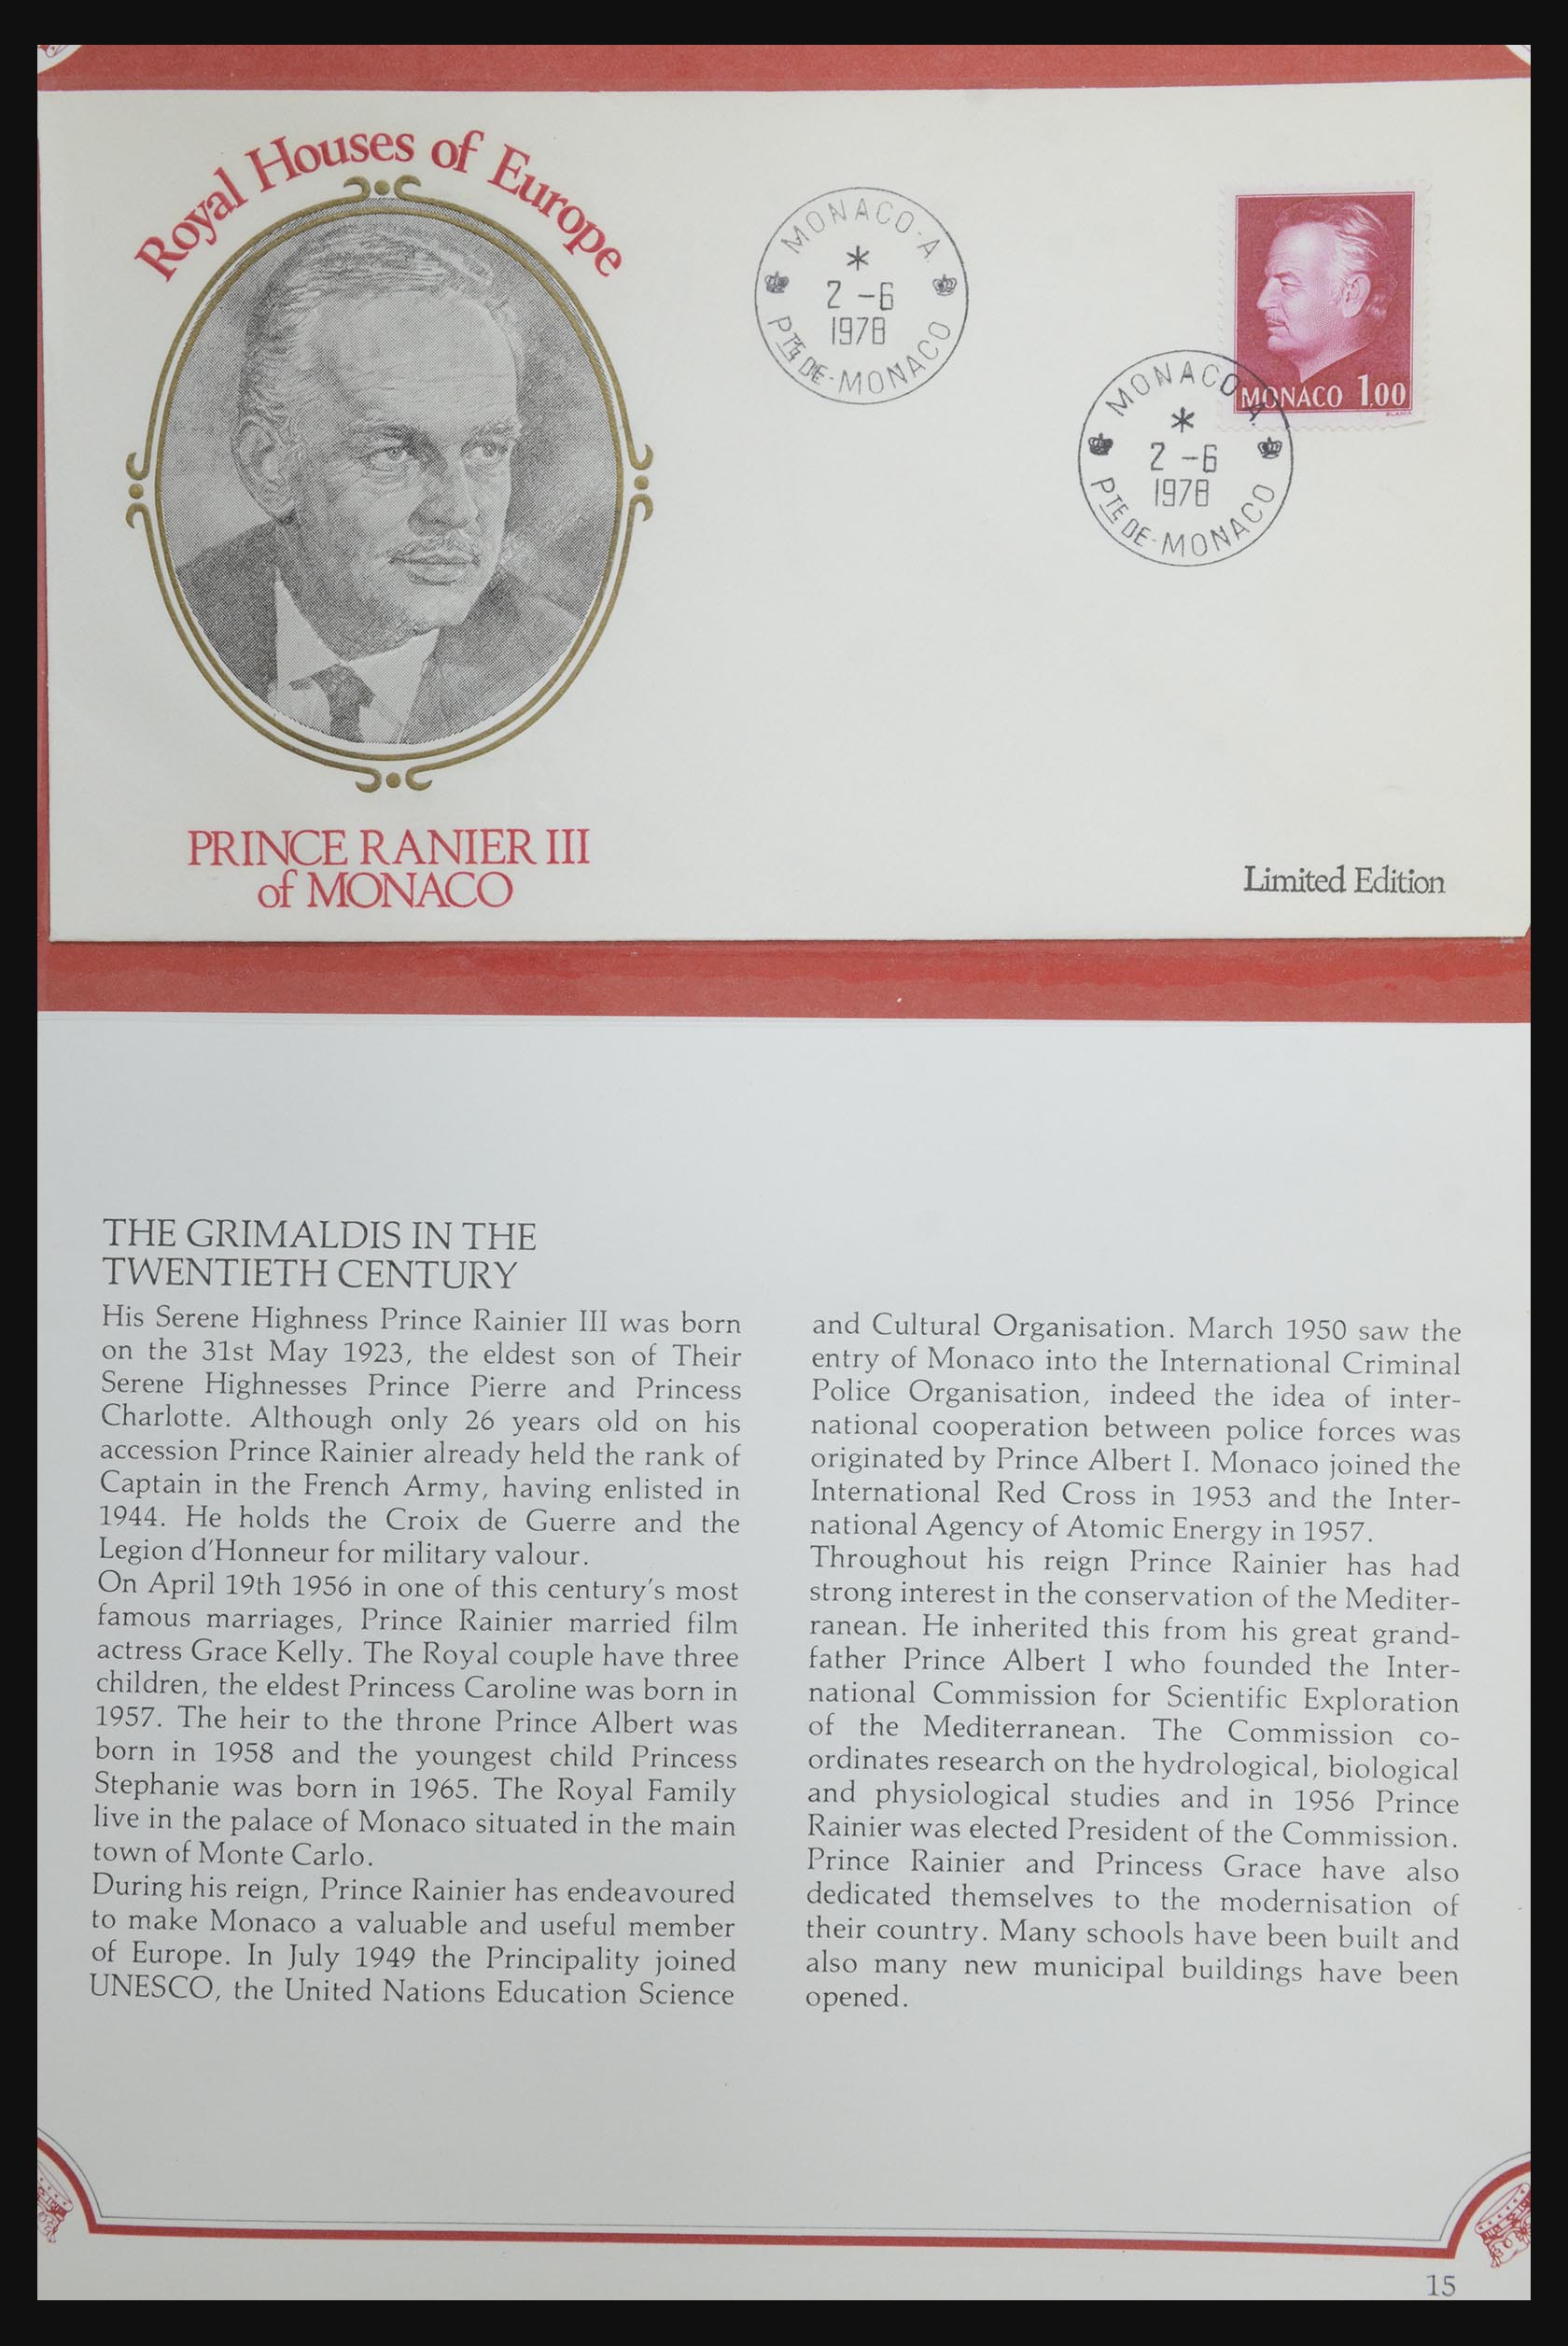 Royal Houses of Europe
MONACO-A
2-6
1978
PTE DE-MONACO
MONACO 1,00
MONACO-A
2-6
1978
PTE DE-MONACO
PRINCE RANIER III
of MONACO
Limited Edition
THE GRIMALDIS IN THE
TWENTIETH CENTURY
His Serene Highness Prince Rainier III was born
on the 31st May 1923, the eldest son of Their
Serene Highnesses Prince Pierre and Princess
Charlotte. Although only 26 years old on his
accession Prince Rainier already held the rank of
Captain in the French Army, having enlisted in
1944. He holds the Croix de Guerre and the
Legion d'Honneur for military valour.
On April 19th 1956 in one of this century's most
famous marriages, Prince Rainier married film
actress Grace Kelly. The Royal couple have three
children, the eldest Princess Caroline was born in
1957. The heir to the throne Prince Albert was
born in 1958 and the youngest child Princess
Stephanie was born in 1965. The Royal Family
live in the palace of Monaco situated in the main
town of Monte Carlo.
During his reign, Prince Rainier has endeavoured
to make Monaco a valuable and useful member
of Europe. In July 1949 the Principality joined
UNESCO, the United Nations Education Science
and Cultural Organisation. March 1950 saw the
entry of Monaco into the International Criminal
Police Organisation, indeed the idea of inter-
national cooperation between police forces was
originated by Prince Albert I. Monaco joined the
International Red Cross in 1953 and the Inter-
national Agency of Atomic Energy in 1957.
Throughout his reign Prince Rainier has had
strong interest in the conservation of the Mediter-
ranean. He inherited this from his great grand-
father Prince Albert I who founded the Inter-
national Commission for Scientific Exploration
of the Mediterranean. The Commission co-
ordinates research on the hydrological, biological
and physiological studies and in 1956 Prince
Rainier was elected President of the Commission.
Prince Rainier and Princess Grace have also
dedicated themselves to the modernisation of
their country. Many schools have been built and
also many new municipal buildings have been
opened.
15